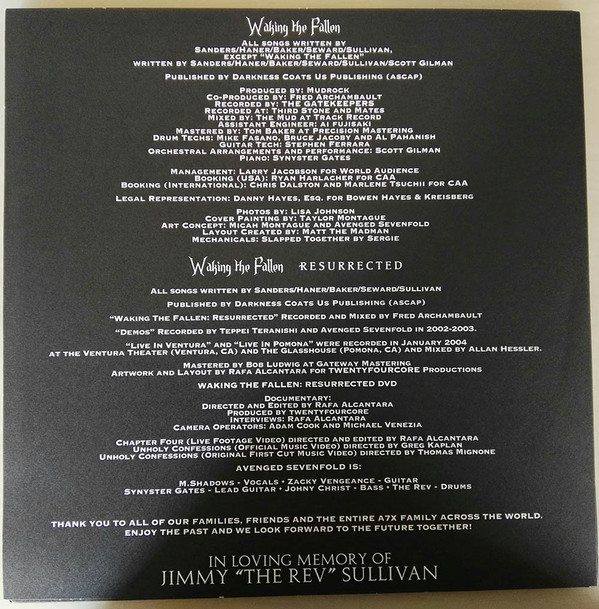 Waking the Fallen
All songs written by
Sanders/Haner/Baker/Seward/Sullivan,
except "Waking The Fallen"
written by Sanders/Haner/Baker/Seward/Sullivan/Scott Gilman
Published by Darkness Coats Us Publishing (ASCAP)
Produced by: Mudrock
Co-Produced by: Fred Archambault
Recorded by: The Gatekeepers
Recorded at: Third Stone and Mates
Mixed by: The Mud at Track Record
Assistant Engineer: Ai Fujisaki
Mastered by: Tom Baker at Precision Mastering
Drum Techs: Mike Fasano, Bruce Jacoby and Al Pahanish
Guitar Tech: Stephen Ferrara
Orchestral Arrangements and performance: Scott Gilman
Piano: Synyster Gates
Management: Larry Jacobson for World Audience
Booking (USA): Ryan Harlacher for CAA
Booking (International): Chris Dalston and Marlene Tsuchii for CAA
Legal Representation: Danny Hayes, Esq. for Bowen Hayes & Kreisberg
Photos by: Lisa Johnson
Cover Painting by: Taylor Montague
Art Concept: Micah Montague and Avenged Sevenfold
Layout Created by: Matt The Madman
Mechanicals: Slapped Together by Sergie
Waking the Fallen RESURRECTED
All songs written by Sanders/Haner/Baker/Seward/Sullivan
Published by Darkness Coats Us Publishing (ASCAP)
"Waking The Fallen: Resurrected" Recorded and Mixed by Fred Archambault
"Demos" Recorded by Teppei Teranishi and Avenged Sevenfold in 2002-2003.
"Live In Ventura" and "Live In Pomona" were recorded in January 2004
at the Ventura Theater (Ventura, CA) and The Glasshouse (Pomona, CA) and Mixed by Allan Hessler.
Mastered by Bob Ludwig at Gateway Mastering
Artwork and Layout by Rafa Alcantara for TWENTYFOURCORE Productions
WAKING THE FALLEN: RESURRECTED DVD
Documentary:
Directed and Edited by Rafa Alcantara
Produced by twentyfourcore
Interviews: Rafa Alcantara
Camera Operators: Adam Cook and Michael Venezia
Chapter Four (Live Footage Video) directed and edited by Rafa Alcantara
Unholy Confessions (Official Music Video) directed by Greg Kaplan
Unholy Confessions (Original First Cut Music Video) directed by Thomas Mignone
AVENGED SEVENFOLD IS:
M.Shadows - Vocals • Zacky Vengeance - Guitar
Synyster Gates - Lead Guitar • Johny Christ - Bass • The Rev - Drums
THANK YOU TO ALL OF OUR FAMILIES, FRIENDS AND THE ENTIRE A7X FAMILY ACROSS THE WORLD.
ENJOY THE PAST AND WE LOOK FORWARD TO THE FUTURE TOGETHER!
IN LOVING MEMORY OF
JIMMY "THE REV" SULLIVAN